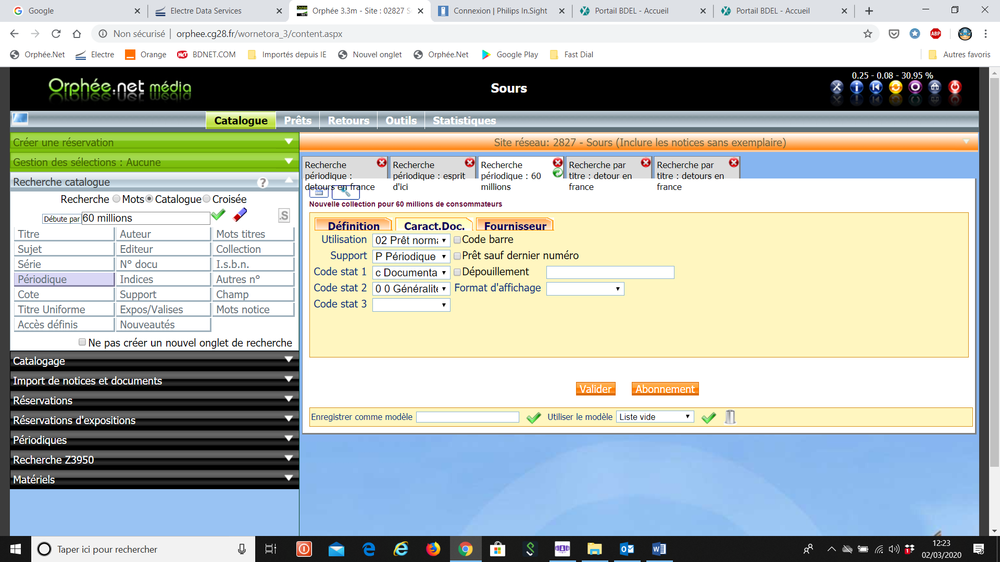 Google
Electre Data Services
Orphée 3.3m - Site : 02827 S
Connexion | Philips In.Sight
Portail BDEL - Accueil
Portail BDEL - Accueil
Non sécurisé
orphee.cg28.fr/wornetora_3/content.aspx
ABP
Orphée.Net
Electre
Orange
BDNET.COM
Importés depuis IE
Nouvel onglet
Orphée.Net
Google Play
Fast Dial
Autres favoris
Orphée.net média
Sours
0.25 - 0.08 - 30.95 %
Catalogue
Prêts
Retours
Outils
Statistiques
Créer une réservation
Gestion des sélections : Aucune
Recherche catalogue
?
Recherche Mots Catalogue Croisée
Débute par 60 millions
.S
Titre Auteur Mots titres
Sujet Editeur Collection
Série N° docu I.s.b.n.
Périodique Indices Autres n°
Cote Support Champ
Titre Uniforme Expos/Valises Mots notice
Accès définis Nouveautés
Ne pas créer un nouvel onglet de recherche
Catalogage
Import de notices et documents
Réservations
Réservations d'expositions
Périodiques
Recherche Z3950
Matériels
Site réseau: 2827 - Sours (Inclure les notices sans exemplaire)
Recherche périodique : detours en france
Recherche périodique : esprit d'ici
Recherche périodique : 60 millions
Recherche par titre : detour en france
Recherche par titre : detours en france
Nouvelle collection pour 60 millions de consommateurs
Définition
Caract.Doc.
Fournisseur
Utilisation 02 Prêt norma Code barre
Support P Périodique Prêt sauf dernier numéro
Code stat 1 c Documenta Dépouillement
Code stat 2 0 0 Généralité Format d'affichage
Code stat 3
Valider
Abonnement
Enregistrer comme modèle
Utiliser le modèle Liste vide
Taper ici pour rechercher
12:23
02/03/2020